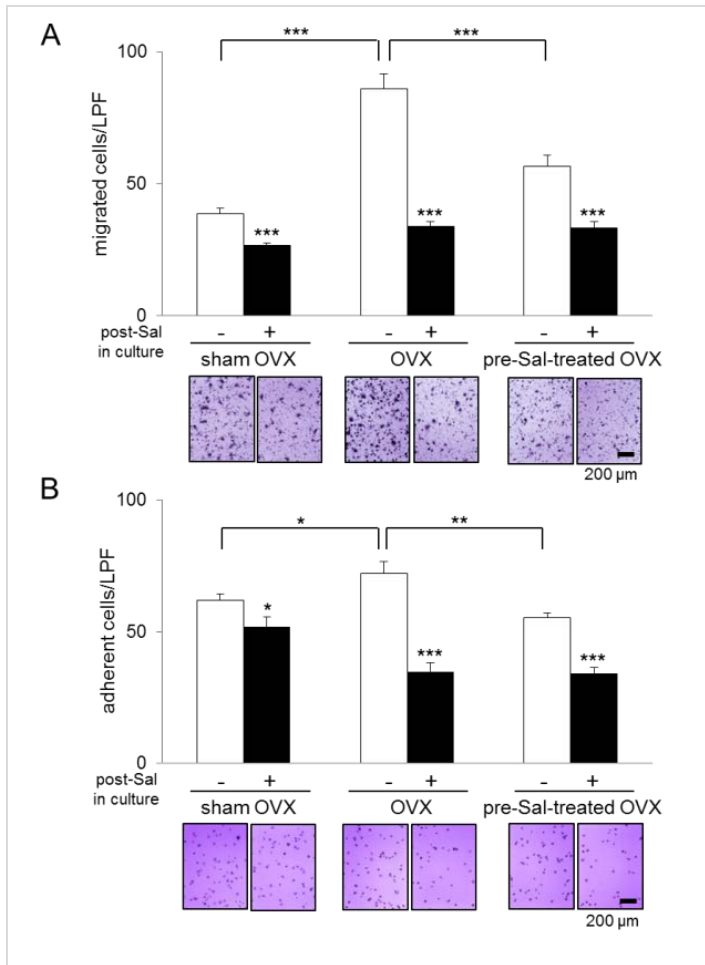 A
*** ***
100
migrated cells/LPF
50
0
*** *** ***
post-Sal in culture
- + - + - +
sham OVX OVX pre-Sal-treated OVX
200 µm
B
* **
100
adherent cells/LPF
50
0
* *** ***
post-Sal in culture
- + - + - +
sham OVX OVX pre-Sal-treated OVX
200 µm